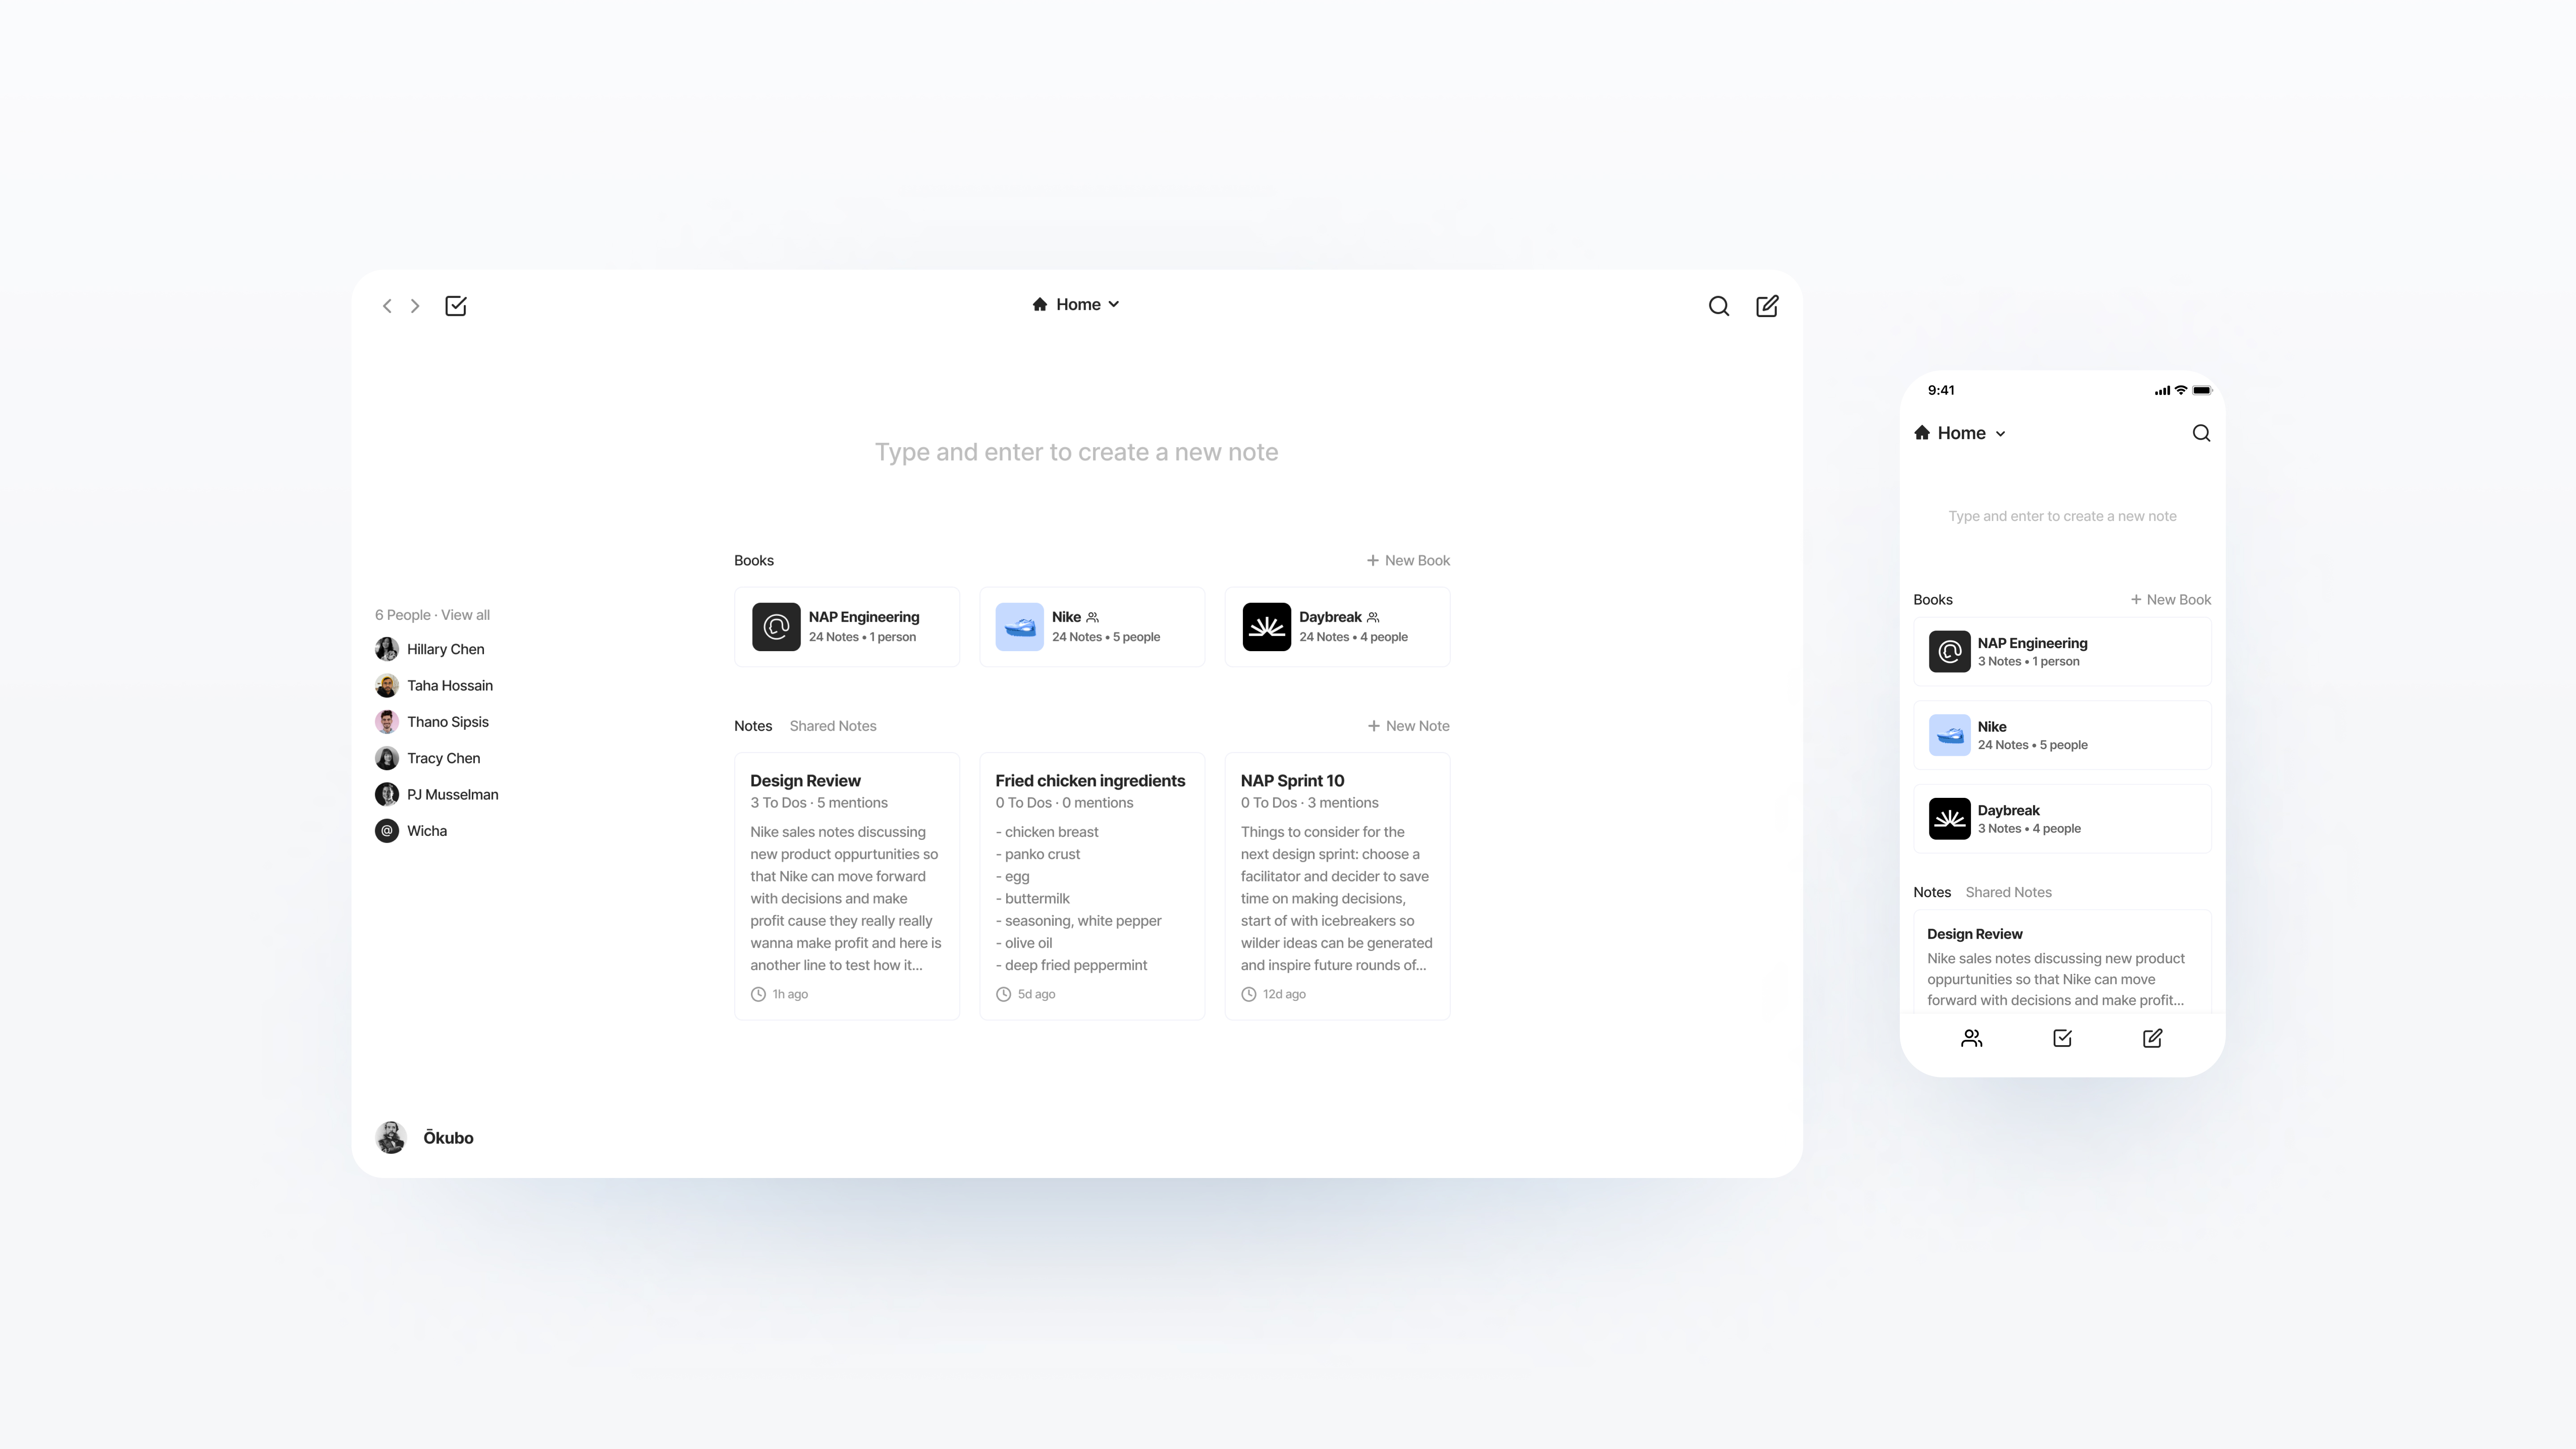 Home
Type and enter to create a new note
Books
+ New Book
NAP Engineering
24 Notes • 1 person
Nike
24 Notes • 5 people
Daybreak
24 Notes • 4 people
6 People · View all
Hillary Chen
Taha Hossain
Thano Sipsis
Tracy Chen
PJ Musselman
@
Wicha
Notes
Shared Notes
+ New Note
Design Review
3 To Dos · 5 mentions
Nike sales notes discussing
new product oppurtunities so
that Nike can move forward
with decisions and make
profit cause they really really
wanna make profit and here is
another line to test how it...
1h ago
Fried chicken ingredients
0 To Dos · 0 mentions
- chicken breast
- panko crust
- egg
- buttermilk
- seasoning, white pepper
- olive oil
- deep fried peppermint
5d ago
NAP Sprint 10
0 To Dos · 3 mentions
Things to consider for the
next design sprint: choose a
facilitator and decider to save
time on making decisions,
start of with icebreakers so
wilder ideas can be generated
and inspire future rounds of...
12d ago
Ōkubo
9:41
Home
Type and enter to create a new note
Books
+ New Book
NAP Engineering
3 Notes • 1 person
Nike
24 Notes • 5 people
Daybreak
3 Notes • 4 people
Notes
Shared Notes
Design Review
Nike sales notes discussing new product
oppurtunities so that Nike can move
forward with decisions and make profit...